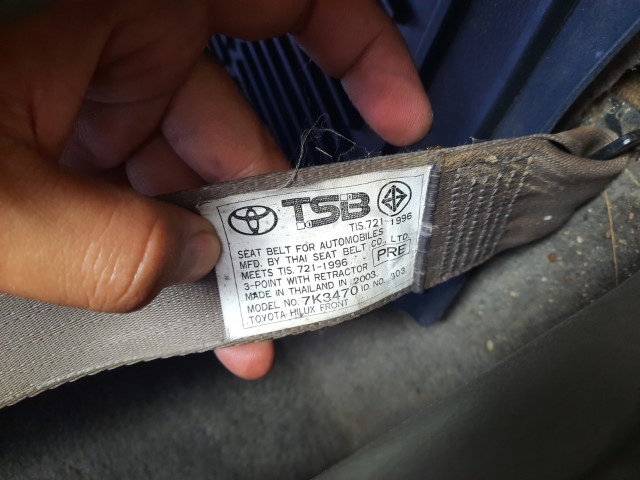 TSB
TIS.721-1996
SEAT BELT FOR AUTOMOBILES
MFD. BY THAI SEAT BELT CO., LTD.
MEETS TIS. 721-1996 PRE
3-POINT WITH RETRACTOR
MADE IN THAILAND IN 2003
MODEL NO. 7K3470 ID NO. 303
TOYOTA HILUX FRONT